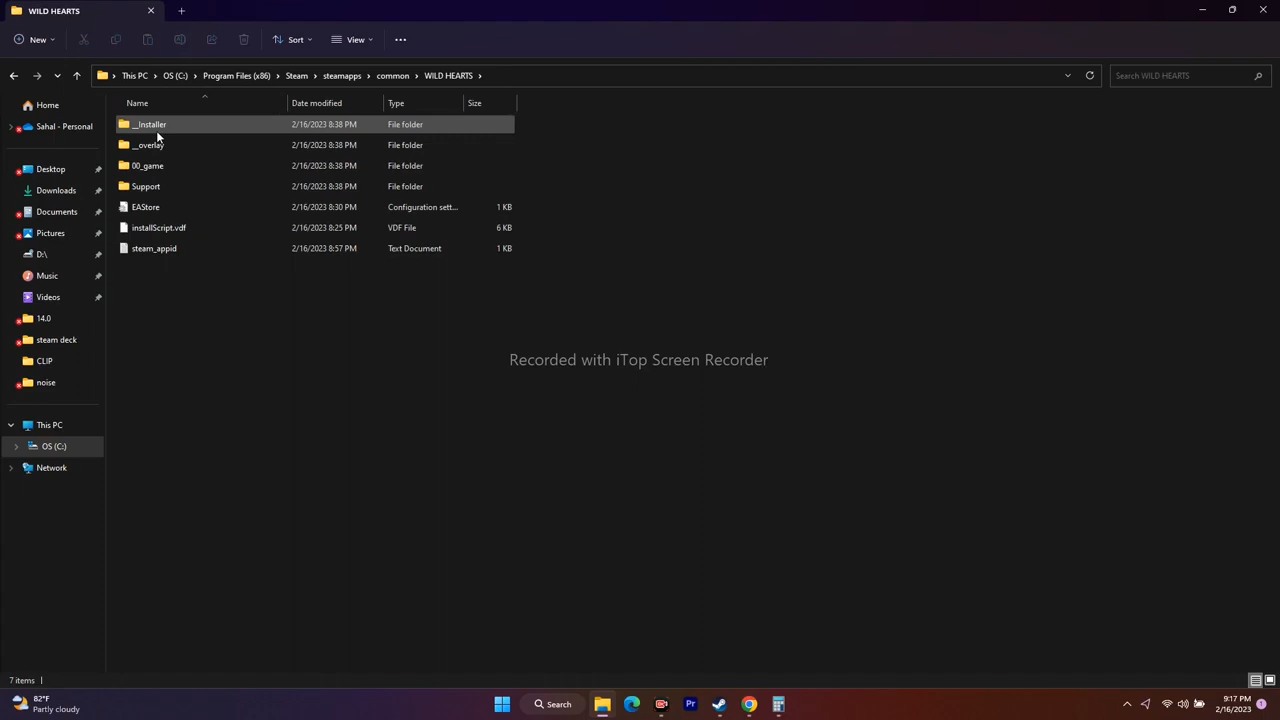 WILD HEARTS
New
Sort
View
This PC > OS (C:) > Program Files (x86) > Steam > steamapps > common > WILD HEARTS >
Search WILD HEARTS
Name Date modified Type Size
__Installer 2/16/2023 8:38 PM File folder
__overlay 2/16/2023 8:38 PM File folder
00_game 2/16/2023 8:38 PM File folder
Support 2/16/2023 8:38 PM File folder
EAStore 2/16/2023 8:30 PM Configuration sett... 1 KB
installScript.vdf 2/16/2023 8:25 PM VDF File 6 KB
steam_appid 2/16/2023 8:57 PM Text Document 1 KB
Home
Sahal - Personal
Desktop
Downloads
Documents
Pictures
D:\
Music
Videos
14.0
steam deck
CLIP
noise
This PC
OS (C:)
Network
Recorded with iTop Screen Recorder
7 items
82°F
Partly cloudy
Search
Pr
9:17 PM
2/16/2023
1